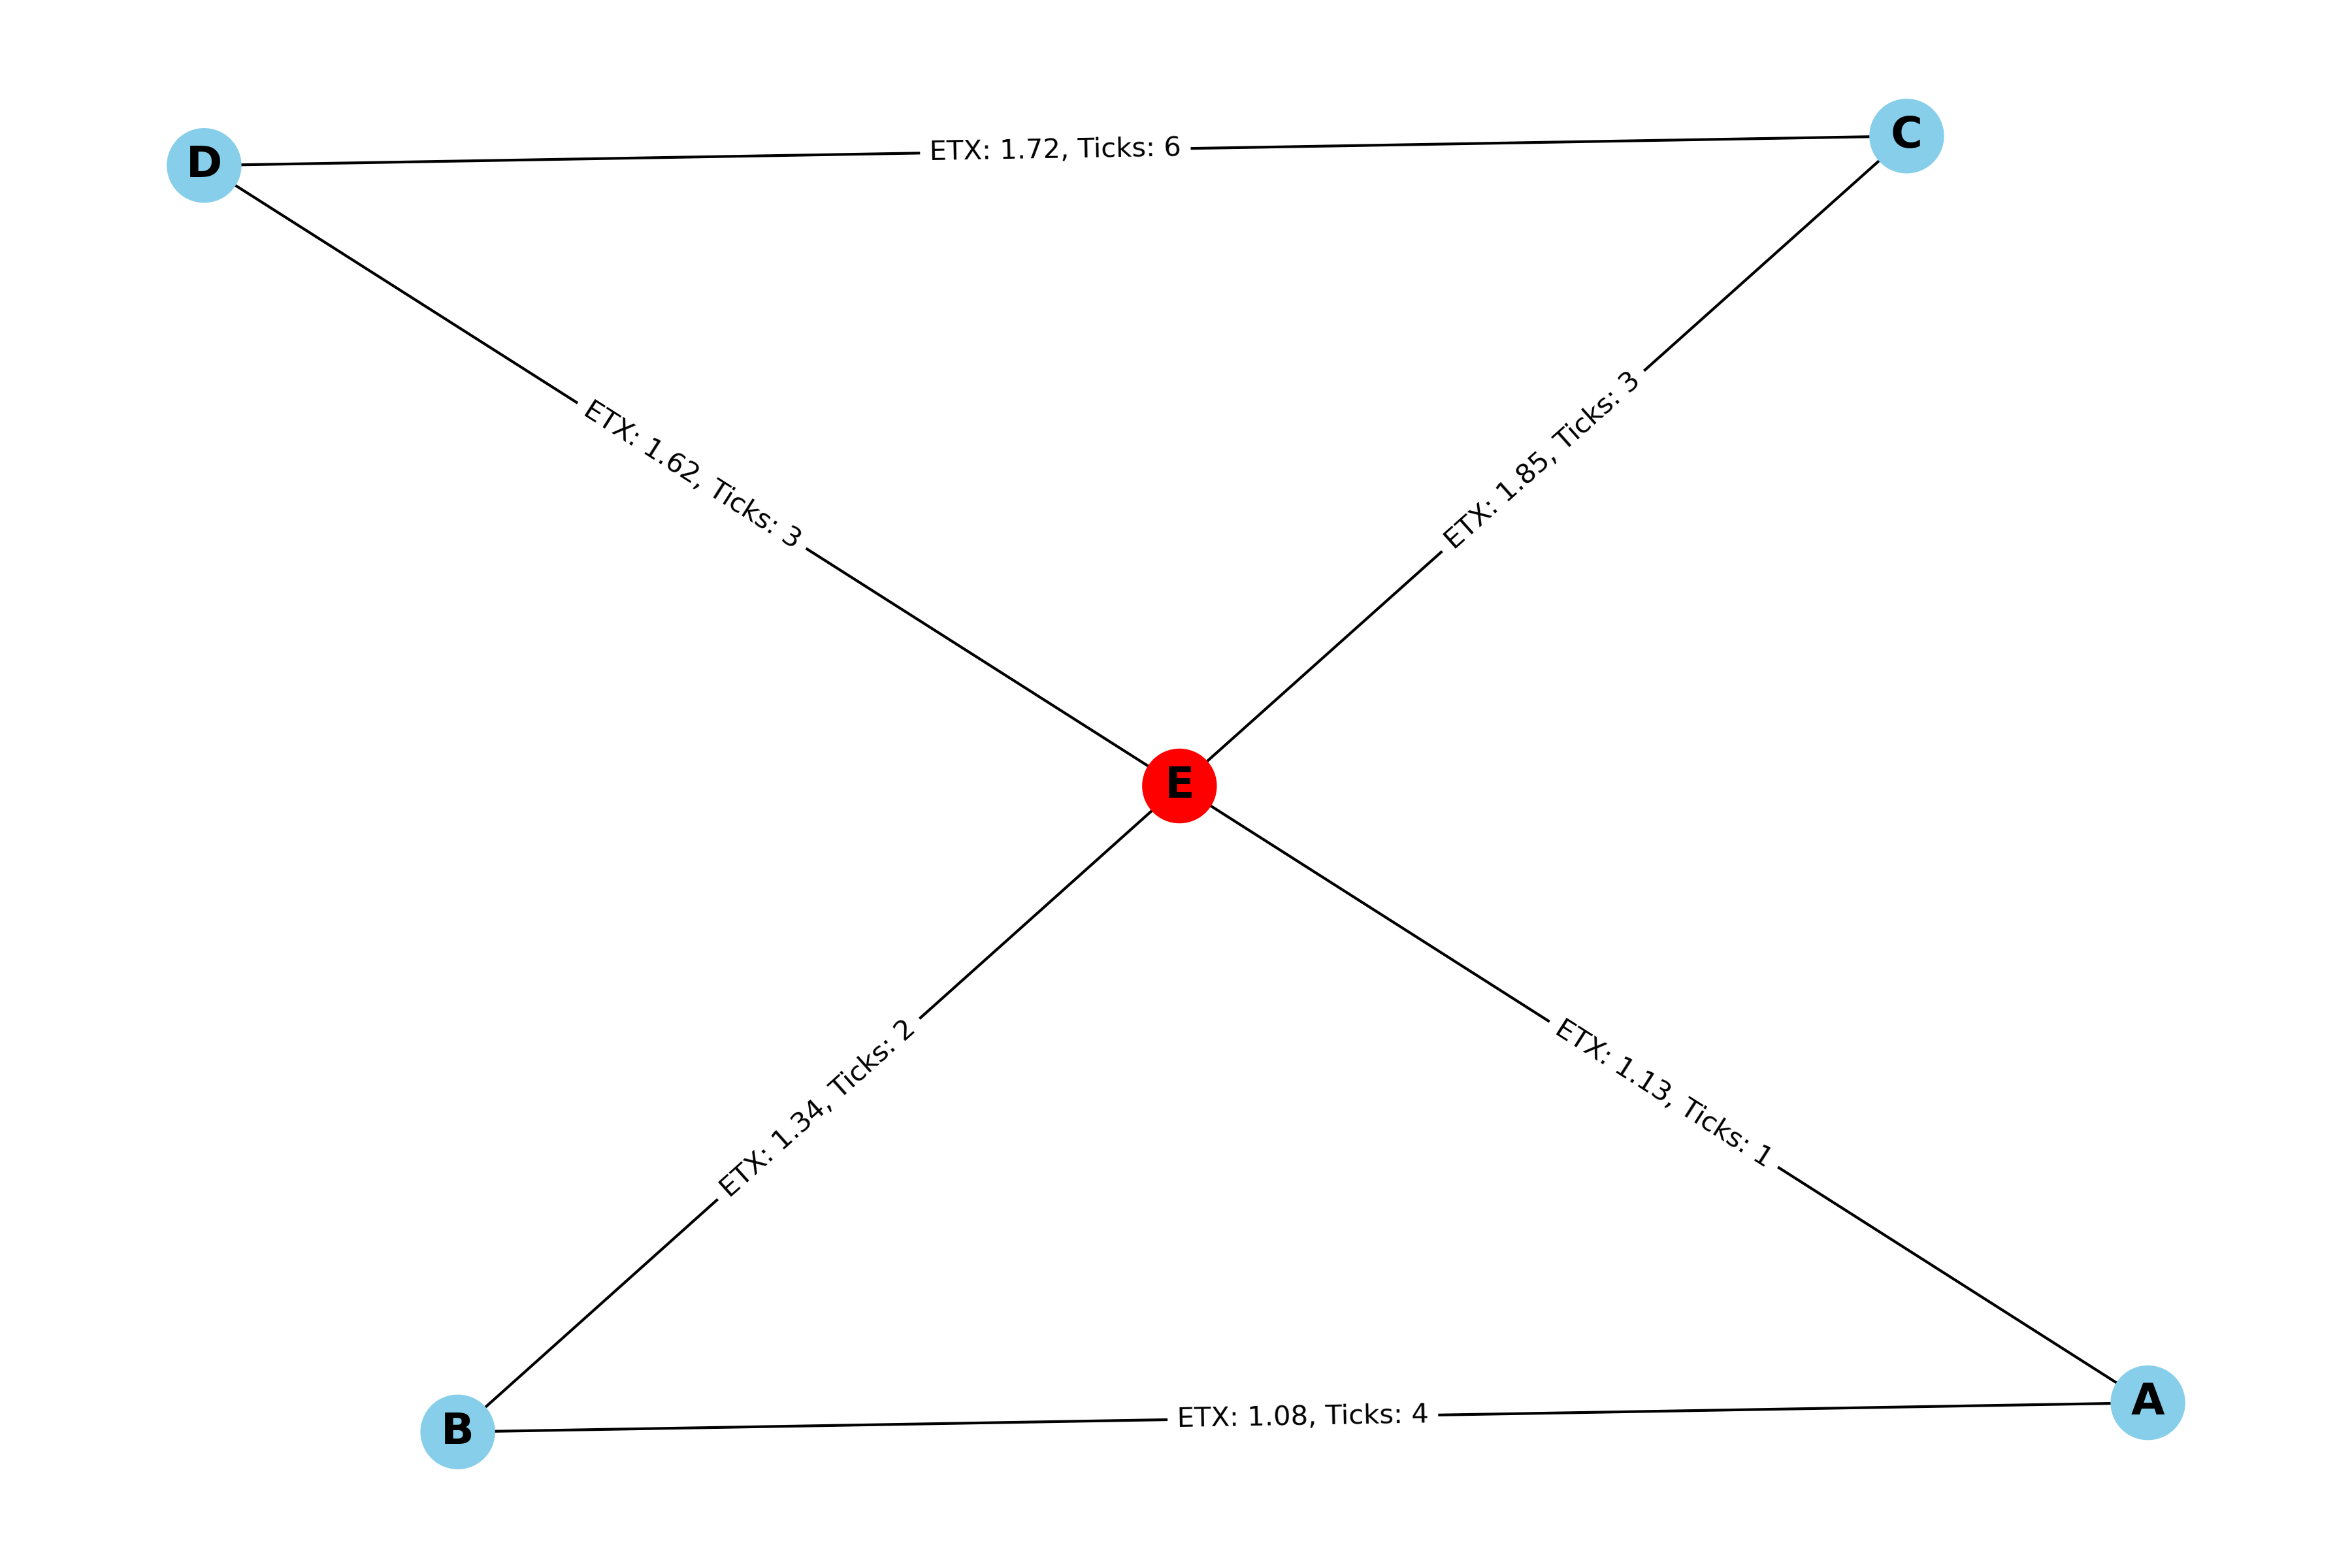 C
D
ETX: 1.72, Ticks: 6
ETX: 1.85, Ticks: 3
ETX: 1.62, Ticks: 3
E
ETX: 1.34, Ticks: 2
ETX: 1.13, Ticks: 1
A
ETX: 1.08, Ticks: 4
B